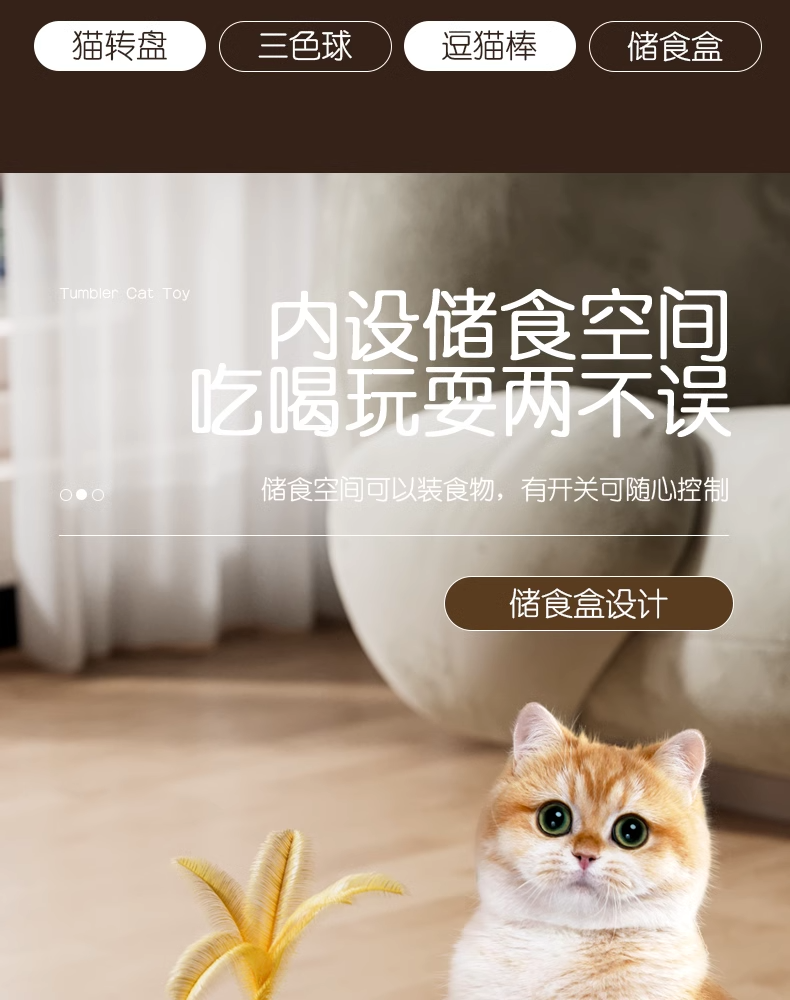 猫转盘
三色球
逗猫棒
储食盒
Tumbler Cat Toy
内设储食空间
吃喝玩耍两不误
储食空间可以装食物，有开关可随心控制
储食盒设计